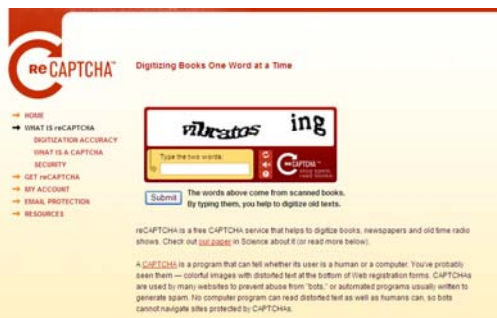 reCAPTCHA™
Digitizing Books One Word at a Time
HOME
WHAT IS reCAPTCHA
DIGITIZATION ACCURACY
WHAT IS A CAPTCHA
SECURITY
GET reCAPTCHA
MY ACCOUNT
EMAIL PROTECTION
RESOURCES
ing
Type the two words:
reCAPTCHA™
stop spam.
read books.
Submit
The words above come from scanned books.
By typing them, you help to digitize old texts.
reCAPTCHA is a free CAPTCHA service that helps to digitize books, newspapers and old time radio
shows. Check out our paper in Science about it (or read more below).
A CAPTCHA is a program that can tell whether its user is a human or a computer. You've probably
seen them — colorful images with distorted text at the bottom of Web registration forms. CAPTCHAs
are used by many websites to prevent abuse from "bots," or automated programs usually written to
generate spam. No computer program can read distorted text as well as humans can, so bots
cannot navigate sites protected by CAPTCHAs.